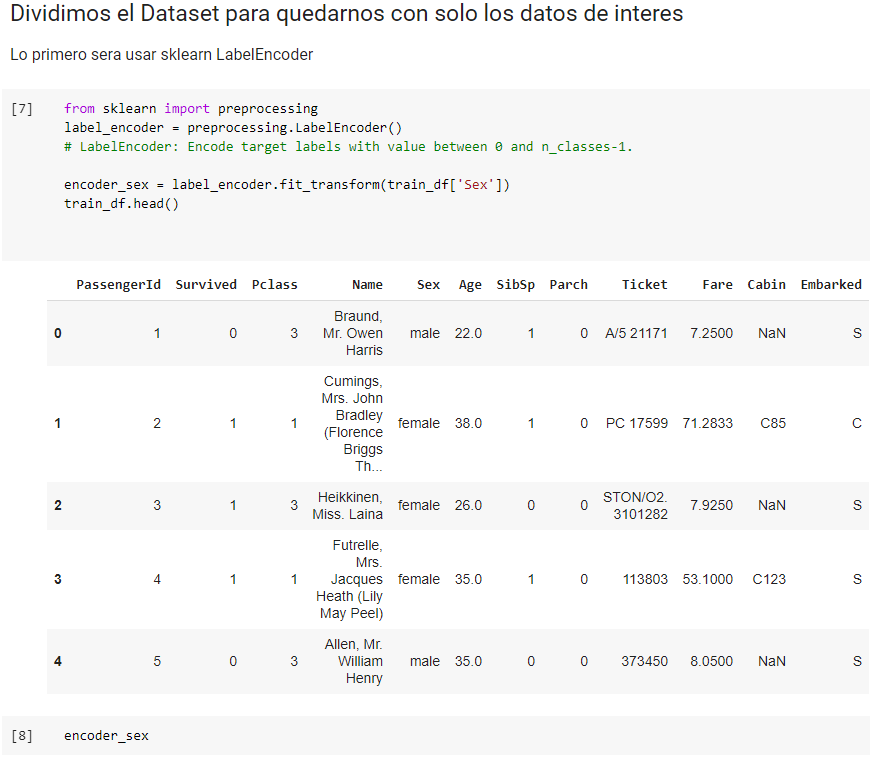 Dividimos el Dataset para quedarnos con solo los datos de interes
Lo primero sera usar sklearn LabelEncoder
[7] from sklearn import preprocessing
label_encoder = preprocessing.LabelEncoder()
# LabelEncoder: Encode target labels with value between 0 and n_classes-1.
encoder_sex = label_encoder.fit_transform(train_df['Sex'])
train_df.head()
PassengerId Survived Pclass Name Sex Age SibSp Parch Ticket Fare Cabin Embarked
Braund,
0 1 0 3 Mr. Owen male 22.0 1 0 A/5 21171 7.2500 NaN S
Harris
Cumings,
Mrs. John
Bradley
1 2 1 1 (Florence female 38.0 1 0 PC 17599 71.2833 C85 C
Briggs
Th...
2 3 1 3 Heikkinen, Miss. Laina female 26.0 0 0 STON/O2. 3101282 7.9250 NaN S
Futrelle,
Mrs.
3 4 1 1 Jacques female 35.0 1 0 113803 53.1000 C123 S
Heath (Lily
May Peel)
Allen, Mr.
4 5 0 3 William male 35.0 0 0 373450 8.0500 NaN S
Henry
[8] encoder_sex